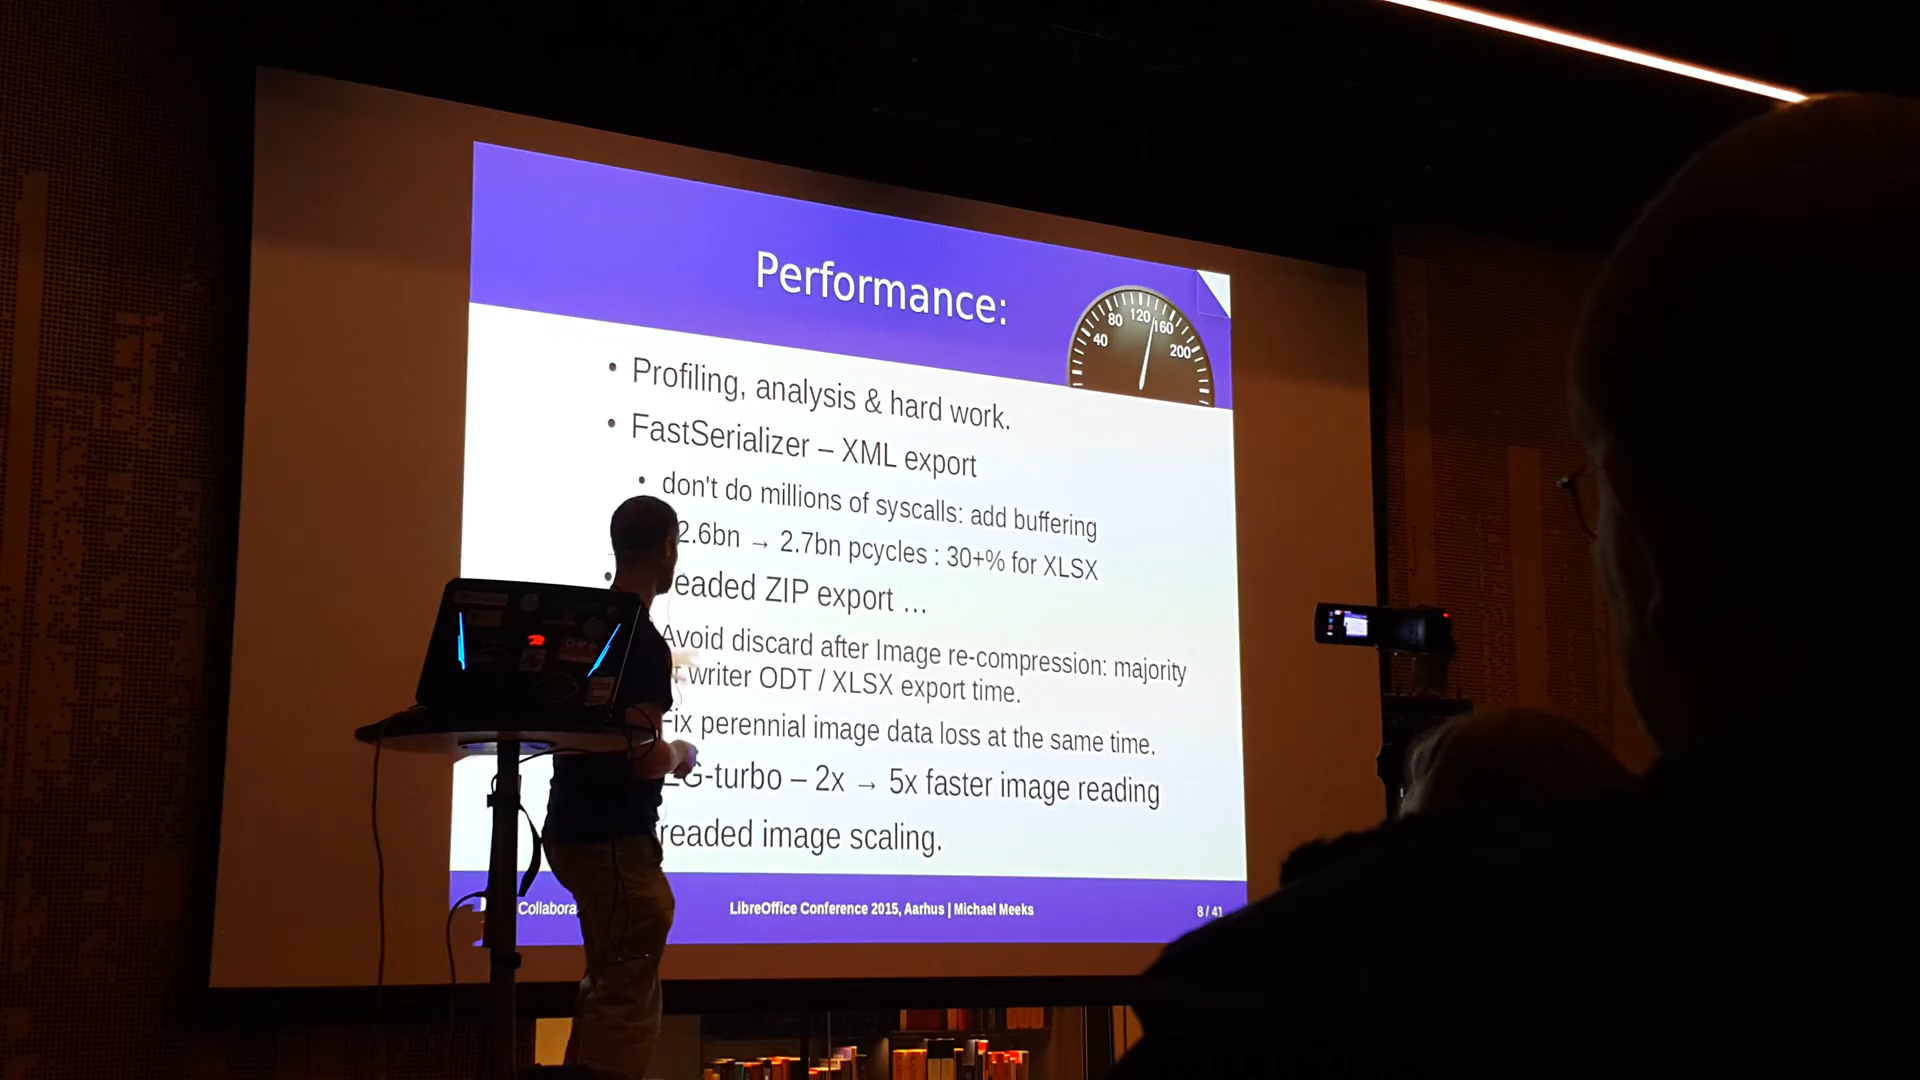 Performance:
40 80 120 160 200
• Profiling, analysis & hard work.
• FastSerializer – XML export
• don't do millions of syscalls: add buffering
2.6bn → 2.7bn pcycles : 30+% for XLSX
eaded ZIP export …
Avoid discard after Image re-compression: majority
writer ODT / XLSX export time.
Fix perennial image data loss at the same time.
EG-turbo – 2x → 5x faster image reading
readed image scaling.
Collabora
LibreOffice Conference 2015, Aarhus | Michael Meeks
8 / 41